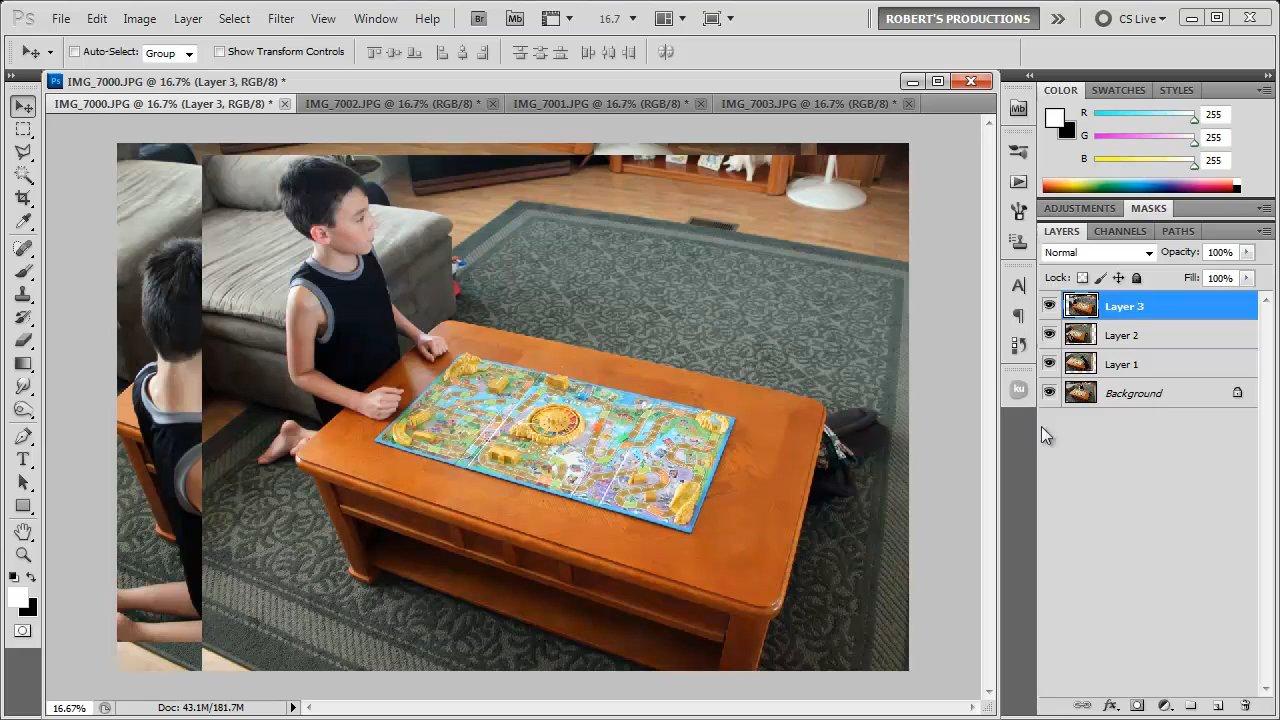 Ps File Edit Image Layer Select Filter View Window Help Br Mb 16.7 ROBERT'S PRODUCTIONS CS Live
Auto-Select: Group Show Transform Controls
Ps IMG_7000.JPG @ 16.7% (Layer 3, RGB/8) *
IMG_7000.JPG @ 16.7% (Layer 3, RGB/8) * IMG_7002.JPG @ 16.7% (RGB/8) * IMG_7001.JPG @ 16.7% (RGB/8) * IMG_7003.JPG @ 16.7% (RGB/8) *
Mb
COLOR SWATCHES STYLES
R 255
G 255
B 255
ADJUSTMENTS MASKS
LAYERS CHANNELS PATHS
Normal Opacity: 100%
Lock: Fill: 100%
Layer 3
Layer 2
Layer 1
Background
A
ku
T
16.67% Doc: 43.1M/181.7M
fx